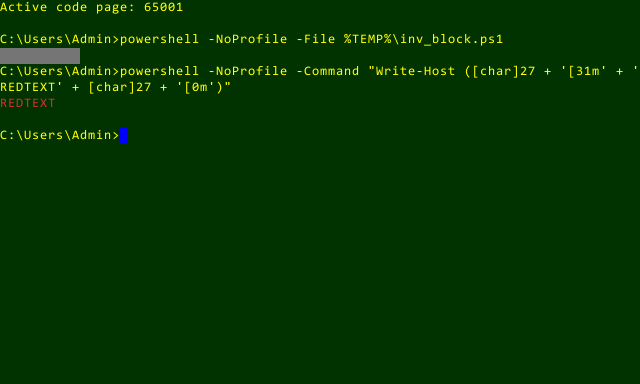 Active code page: 65001
C:\Users\Admin>powershell -NoProfile -File %TEMP%\inv_block.ps1
C:\Users\Admin>powershell -NoProfile -Command "Write-Host ([char]27 + '[31m' + '
REDTEXT' + [char]27 + '[0m')"
REDTEXT
C:\Users\Admin>